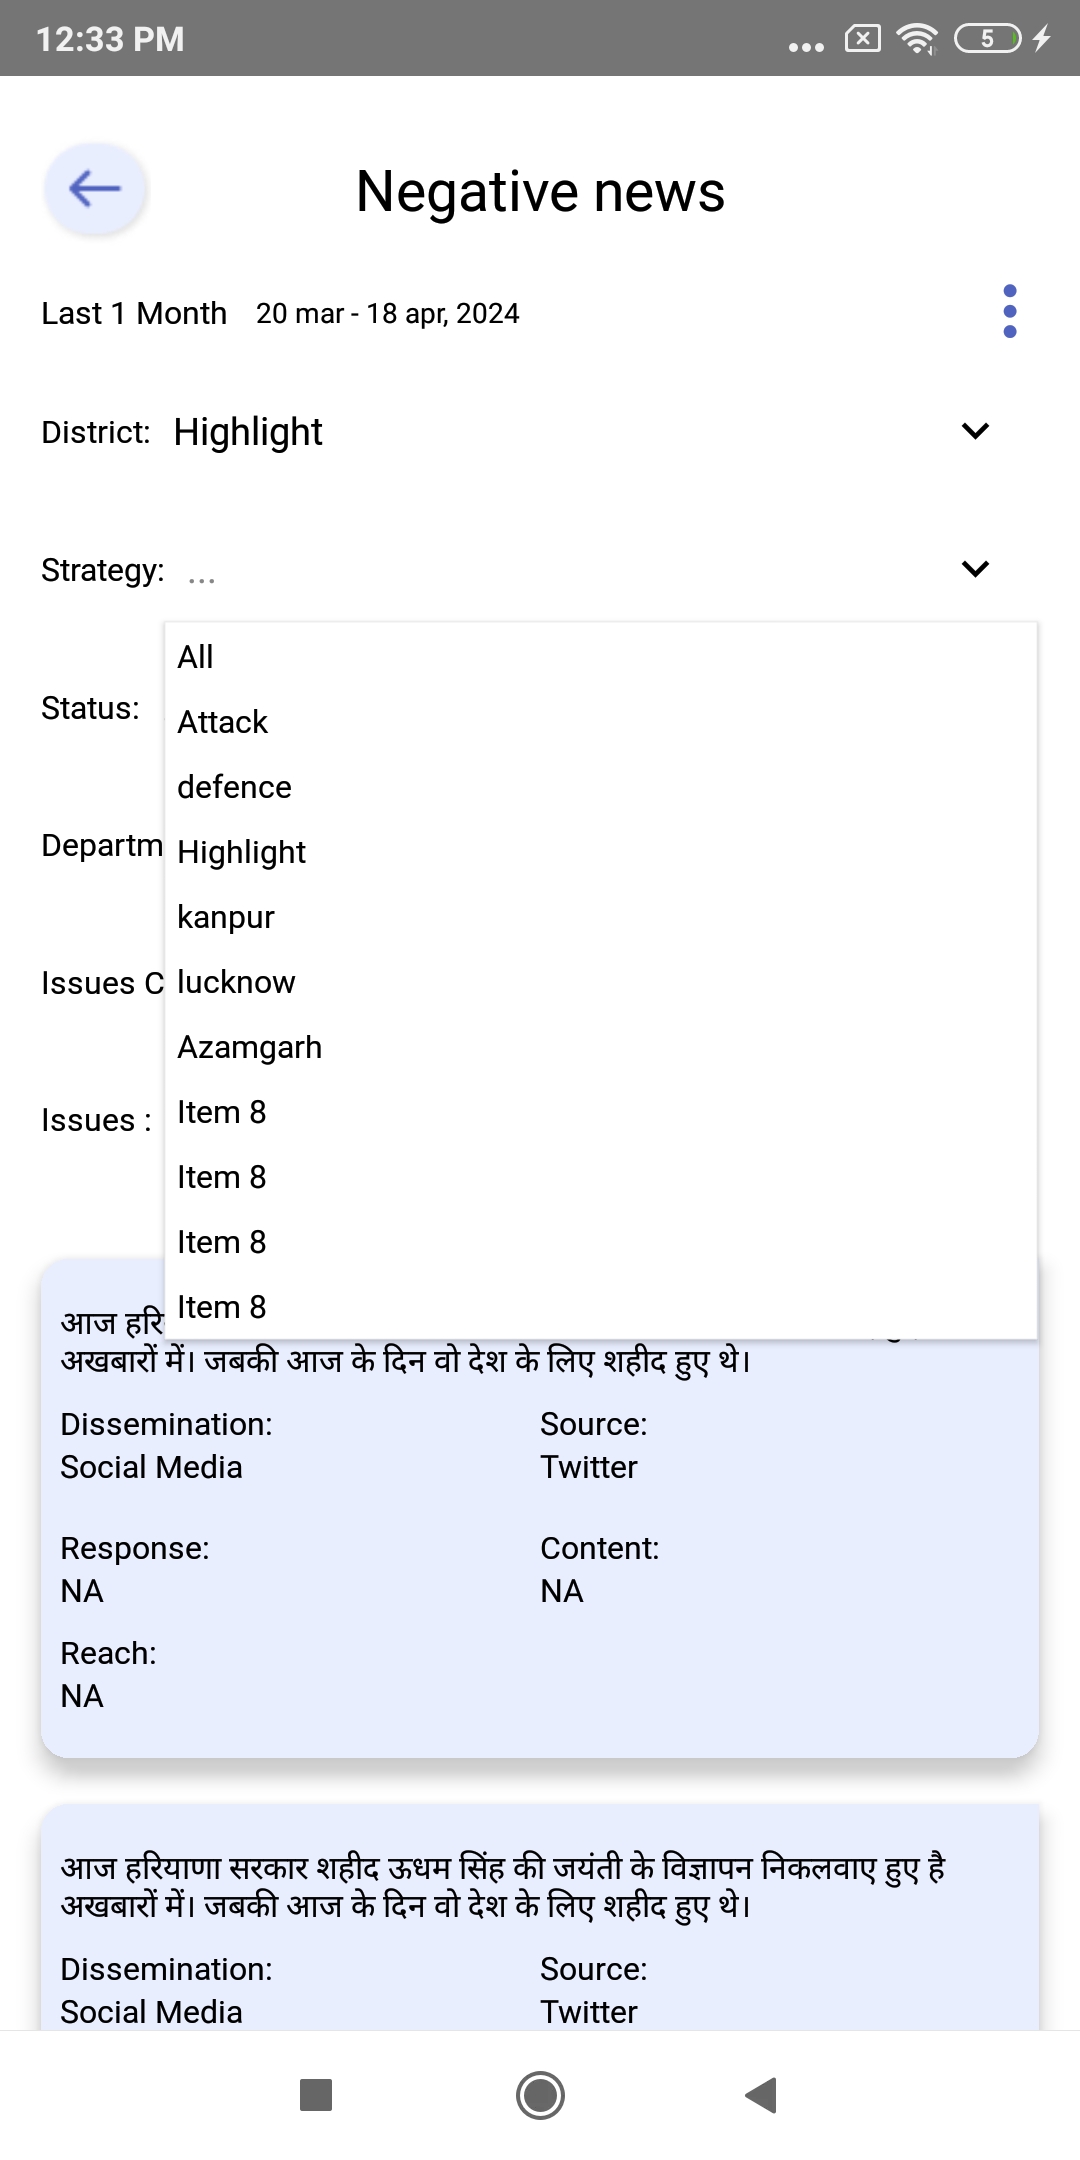 12:33 PM
5
Negative news
Last 1 Month 20 mar - 18 apr, 2024
District: Highlight
Strategy: ...
All
Status:
Attack
defence
Departm
Highlight
kanpur
Issues C
lucknow
Azamgarh
Issues :
Item 8
Item 8
Item 8
Item 8
आज हरि
अखबारों में। जबकी आज के दिन वो देश के लिए शहीद हुए थे।
Dissemination: Source:
Social Media Twitter
Response: Content:
NA NA
Reach:
NA
आज हरियाणा सरकार शहीद ऊधम सिंह की जयंती के विज्ञापन निकलवाए हुए है
अखबारों में। जबकी आज के दिन वो देश के लिए शहीद हुए थे।
Dissemination: Source:
Social Media Twitter